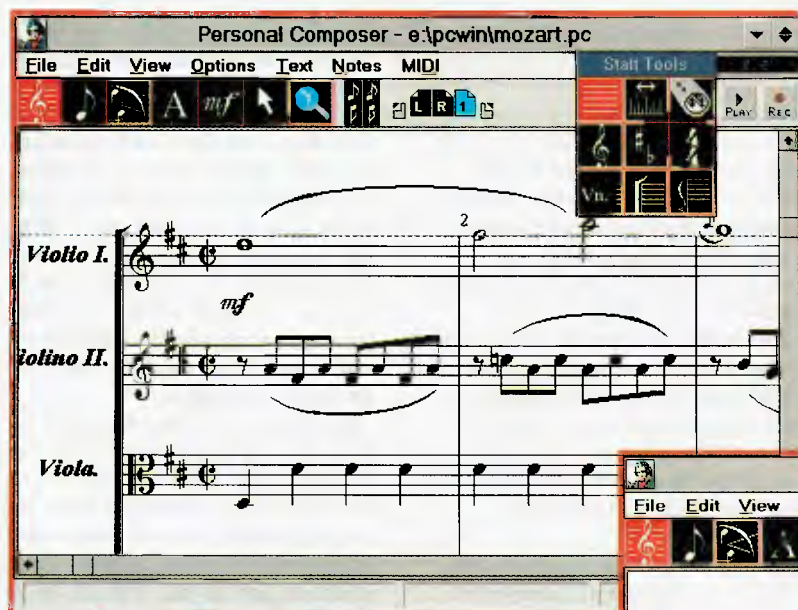 Personal Composer - e:\pcwin\mozart.pc
File Edit View Options Text Notes MIDI
Staff Tools
A mf ? L R 1
PLAY REC
Vn.
2
Violio I.
mf
iolino II.
Viola.
File Edit View
A